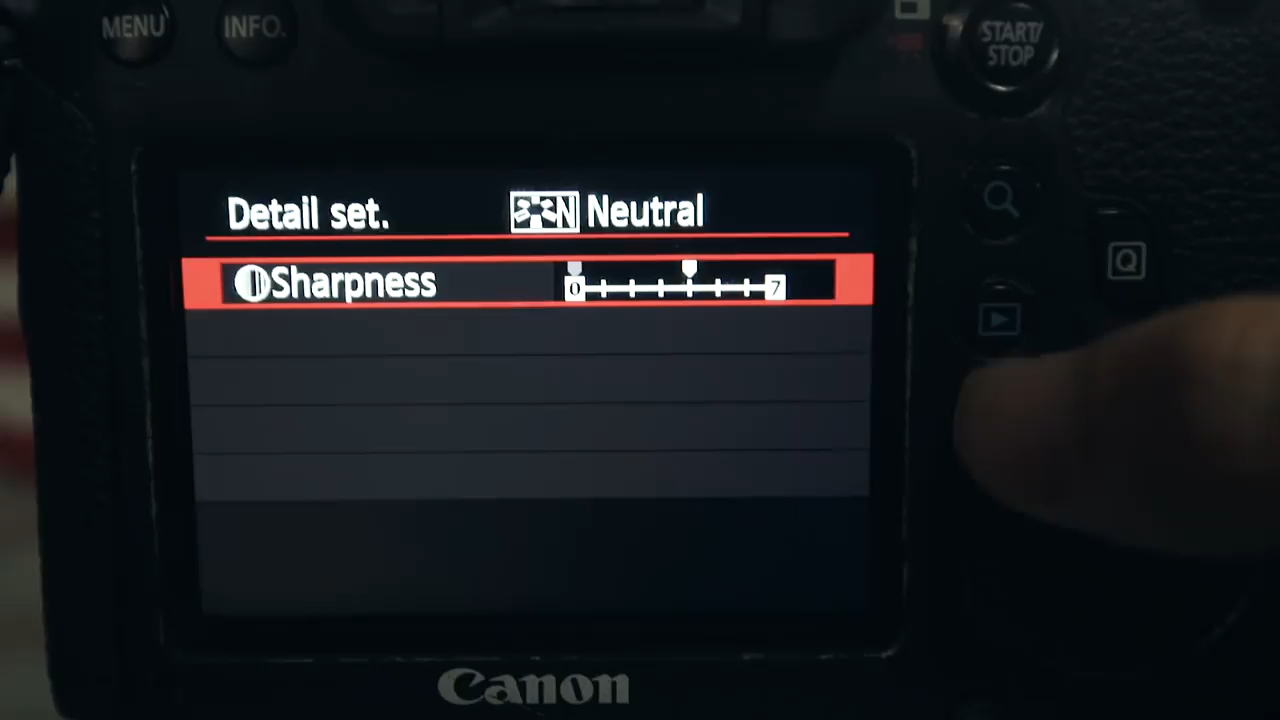 MENU INFO. START/
STOP
Detail set. N Neutral
Sharpness 0 7
Q
Canon